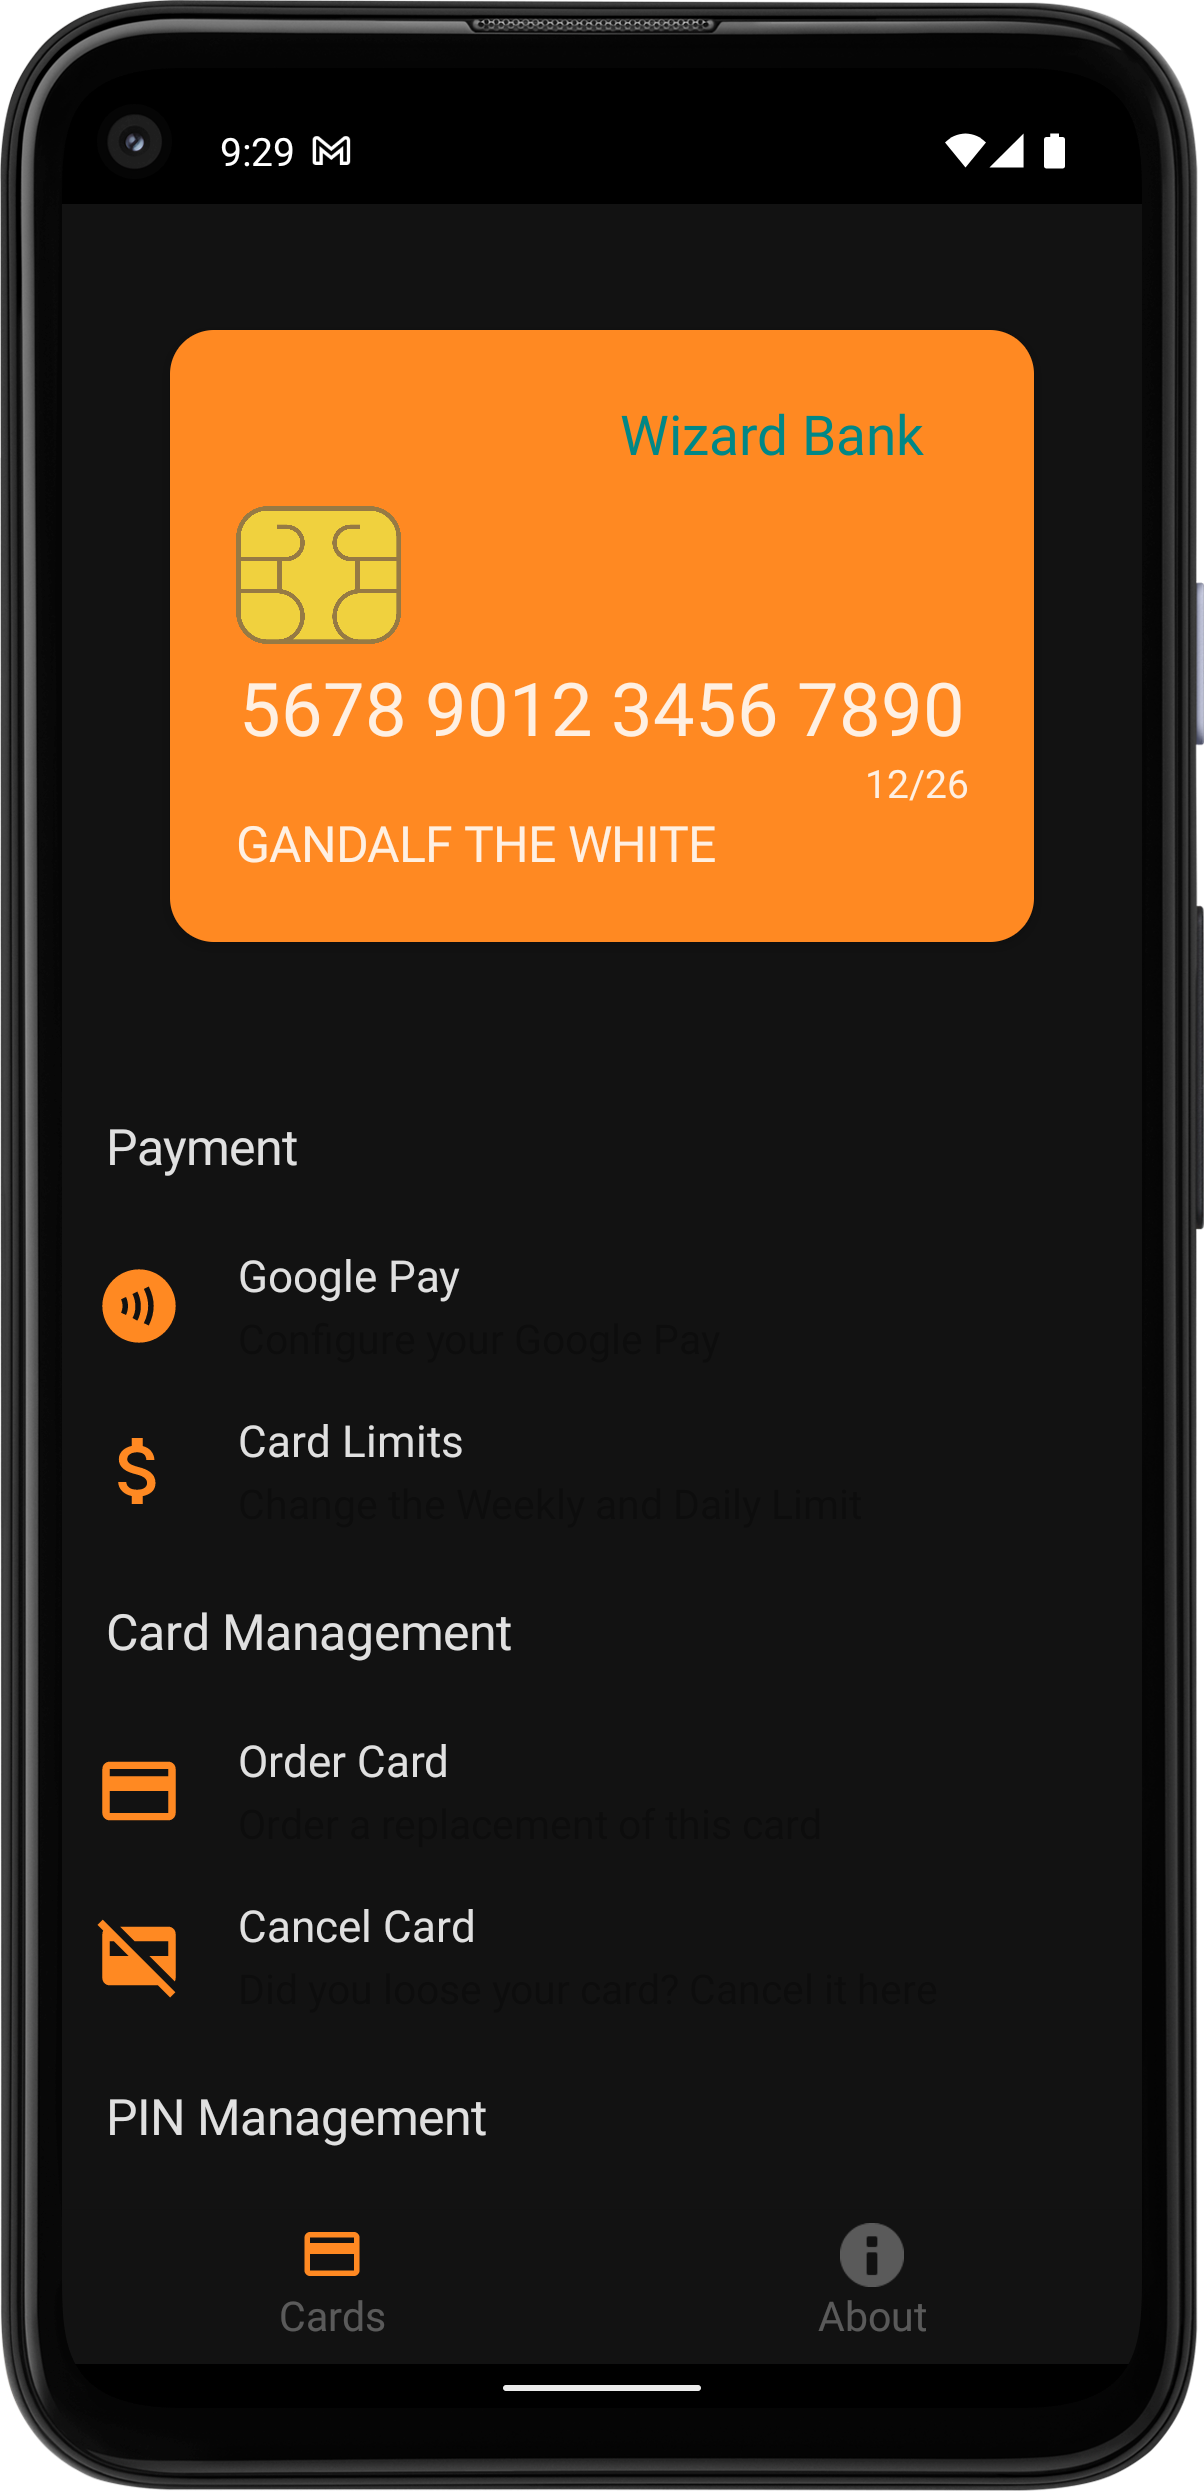 9:29
Wizard Bank
5678 9012 3456 7890
12/26
GANDALF THE WHITE
Payment
Google Pay
Configure your Google Pay
$
Card Limits
Change the Weekly and Daily Limit
Card Management
Order Card
Order a replacement of this card
Cancel Card
Did you loose your card? Cancel it here
PIN Management
Cards
About